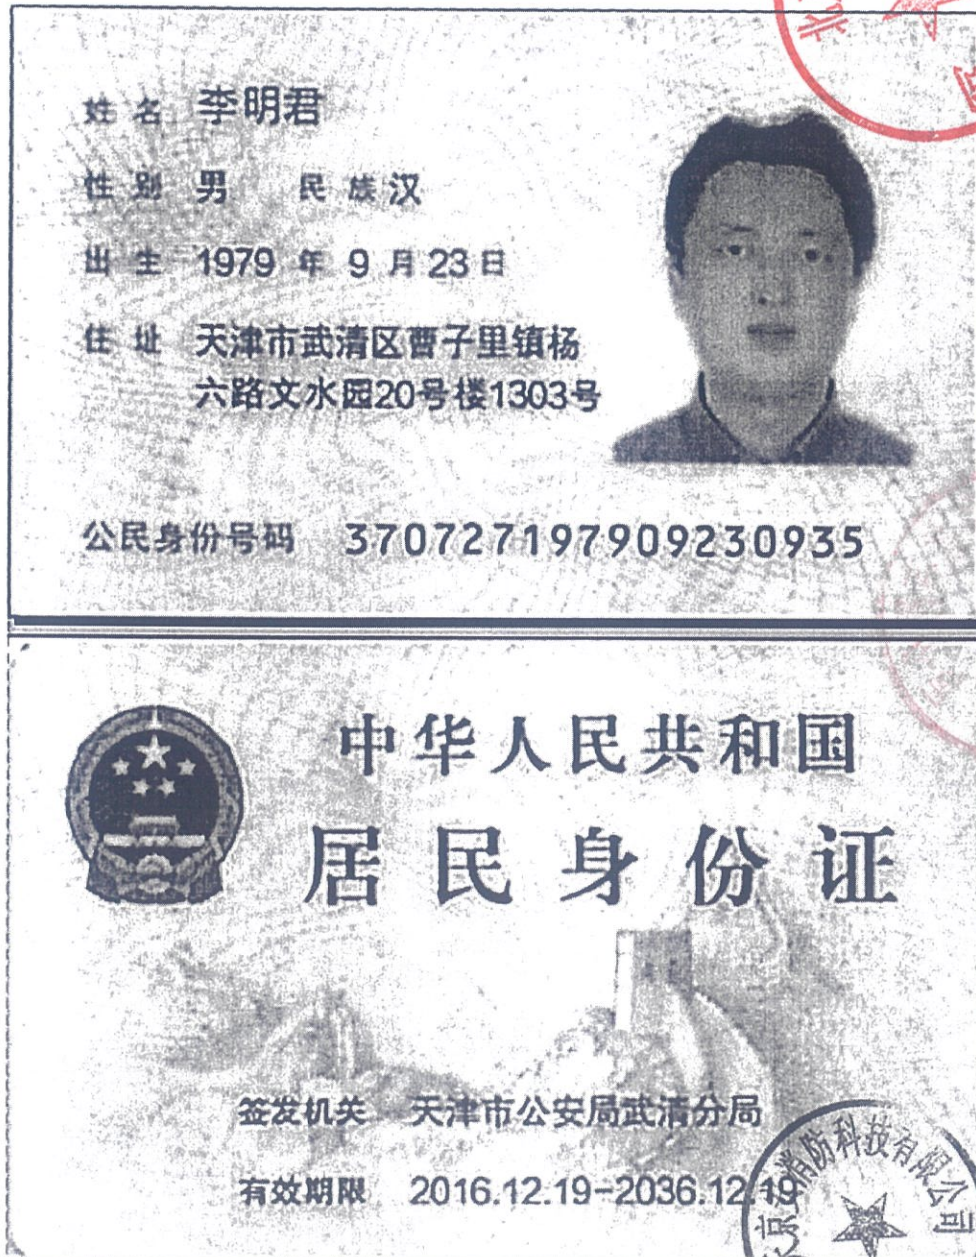 姓名 李明君
性别 男 民族 汉
出生 1979 年 9 月 23 日
住址 天津市武清区曹子里镇杨
六路文水园20号楼1303号
公民身份号码 370727197909230935
中华人民共和国
居民身份证
签发机关 天津市公安局武清分局
有效期限 2016.12.19-2036.12.19
消防科技有限公司